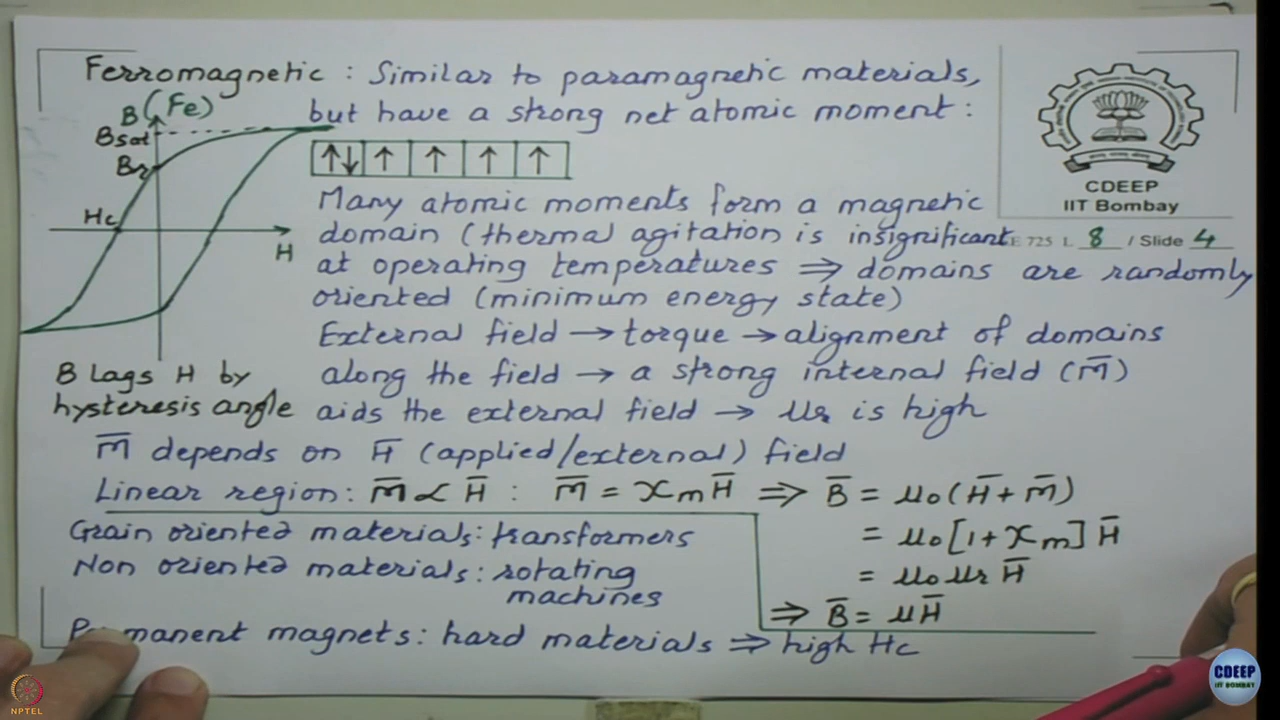 Ferromagnetic : Similar to paramagnetic materials,
but have a strong net atomic moment :
B (Fe)
Bsat
Br
Hc
H
↑↓ ↑ ↑ ↑ ↑
CDEEP
IIT Bombay
EE 725 L 8 / Slide 4
Many atomic moments form a magnetic
domain (thermal agitation is insignificant
at operating temperatures ⇒ domains are randomly
oriented (minimum energy state)
External field → torque → alignment of domains
along the field → a strong internal field (M̄)
aids the external field → μr is high
B lags H by
hysteresis angle
M̄ depends on H̄ (applied/external) field
Linear region: M̄ ∝ H̄ : M̄ = χm H̄ ⇒ B̄ = μ0 (H̄ + M̄)
= μ0 [1 + χm] H̄
= μ0 μr H̄
⇒ B̄ = μH̄
Grain oriented materials: transformers
Non oriented materials: rotating
machines
Permanent magnets: hard materials ⇒ high Hc
NPTEL
CDEEP
IIT BOMBAY